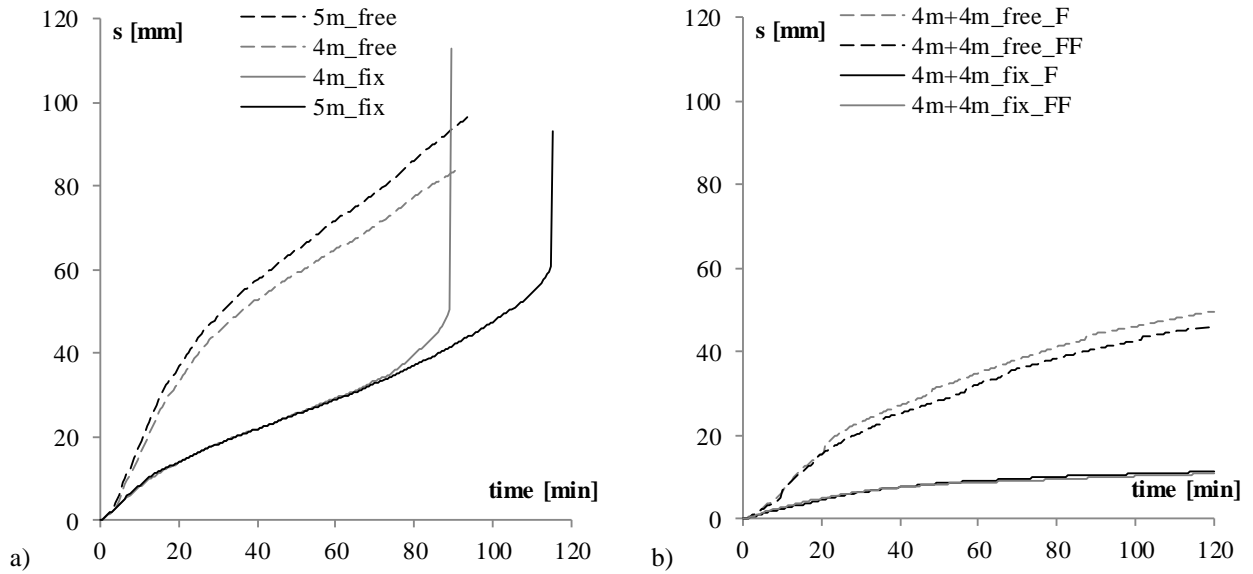 120
s [mm]
5m_free
4m_free
4m_fix
5m_fix
100
80
60
40
20
0
time [min]
0 20 40 60 80 100 120
a)
120
s [mm]
4m+4m_free_F
4m+4m_free_FF
4m+4m_fix_F
4m+4m_fix_FF
100
80
60
40
20
0
time [min]
0 20 40 60 80 100 120
b)